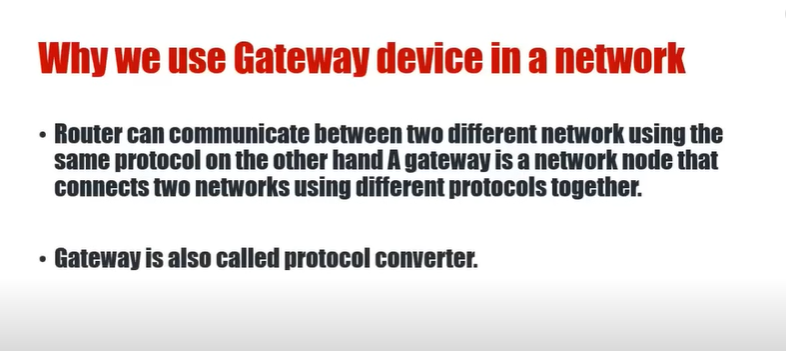 Why we use Gateway device in a network
• Router can communicate between two different network using the
same protocol on the other hand A gateway is a network node that
connects two networks using different protocols together.
• Gateway is also called protocol converter.